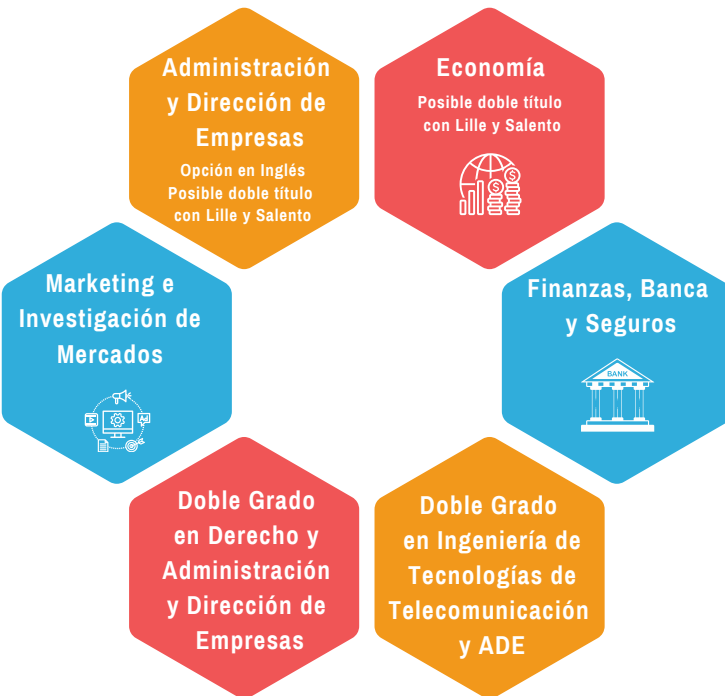 Administración
y Dirección de
Empresas
Opción en Inglés
Posible doble título
con Lille y Salento
Economía
Posible doble título
con Lille y Salento
Marketing e
Investigación de
Mercados
Ad
Finanzas, Banca
y Seguros
BANK
Doble Grado
en Derecho y
Administración
y Dirección de
Empresas
Doble Grado
en Ingeniería de
Tecnologías de
Telecomunicación
y ADE